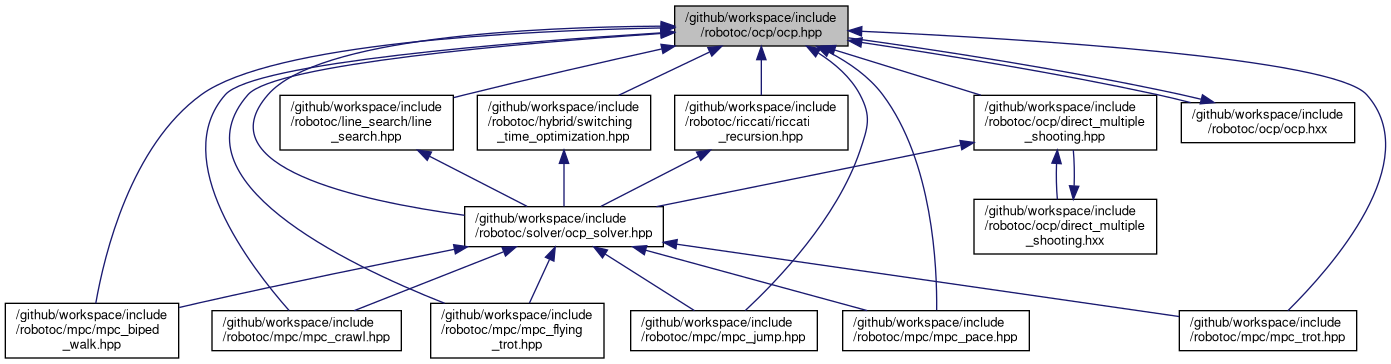 /github/workspace/include
/robotoc/ocp/ocp.hpp
/github/workspace/include
/robotoc/line_search/line
_search.hpp
/github/workspace/include
/robotoc/hybrid/switching
_time_optimization.hpp
/github/workspace/include
/robotoc/riccati/riccati
_recursion.hpp
/github/workspace/include
/robotoc/ocp/direct_multiple
_shooting.hpp
/github/workspace/include
/robotoc/ocp/ocp.hxx
/github/workspace/include
/robotoc/solver/ocp_solver.hpp
/github/workspace/include
/robotoc/ocp/direct_multiple
_shooting.hxx
/github/workspace/include
/robotoc/mpc/mpc_biped
_walk.hpp
/github/workspace/include
/robotoc/mpc/mpc_crawl.hpp
/github/workspace/include
/robotoc/mpc/mpc_flying
_trot.hpp
/github/workspace/include
/robotoc/mpc/mpc_jump.hpp
/github/workspace/include
/robotoc/mpc/mpc_pace.hpp
/github/workspace/include
/robotoc/mpc/mpc_trot.hpp